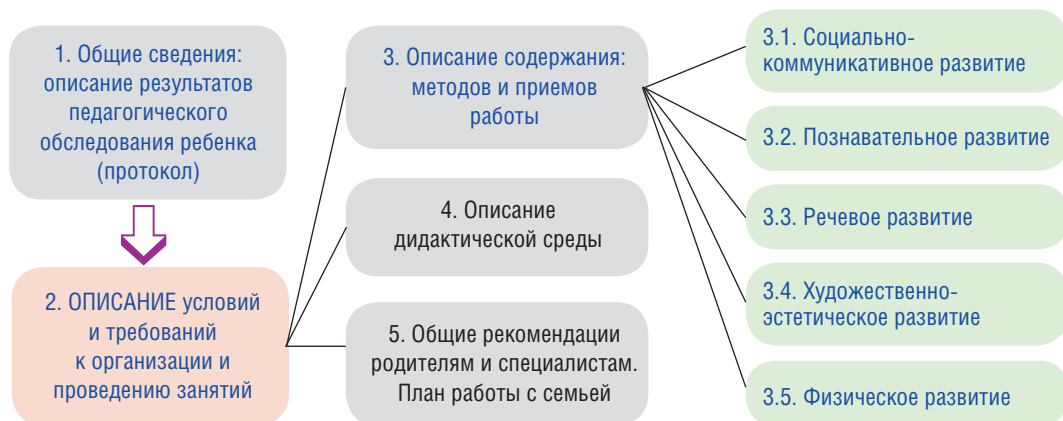 1. Общие сведения:
описание результатов
педагогического
обследования ребенка
(протокол)
2. ОПИСАНИЕ условий
и требований
к организации и
проведению занятий
3. Описание содержания:
методов и приемов
работы
4. Описание
дидактической среды
5. Общие рекомендации
родителям и специалистам.
План работы с семьей
3.1. Социально-
коммуникативное развитие
3.2. Познавательное развитие
3.3. Речевое развитие
3.4. Художественно-
эстетическое развитие
3.5. Физическое развитие